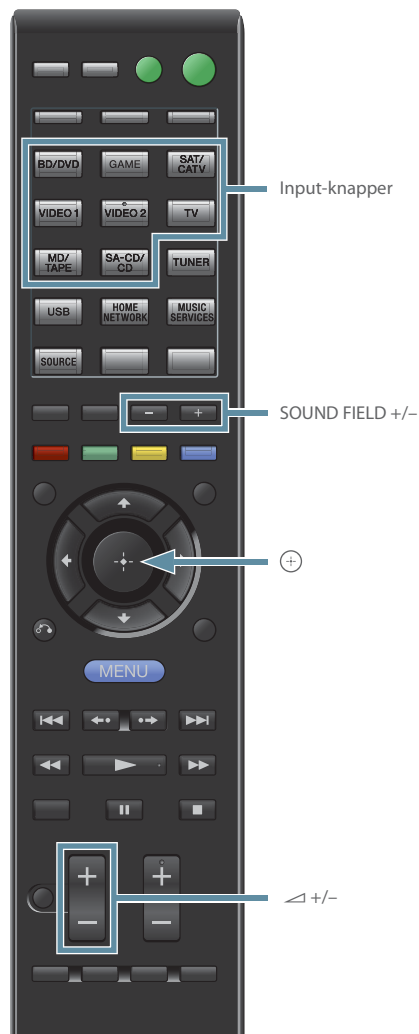 BD/DVD GAME SAT/
CATV
Input-knapper
VIDEO 1 VIDEO 2 TV
MD/
TAPE SA-CD/
CD TUNER
USB HOME
NETWORK MUSIC
SERVICES
SOURCE
– +
SOUND FIELD +/–
MENU
+ +
+/–
– –